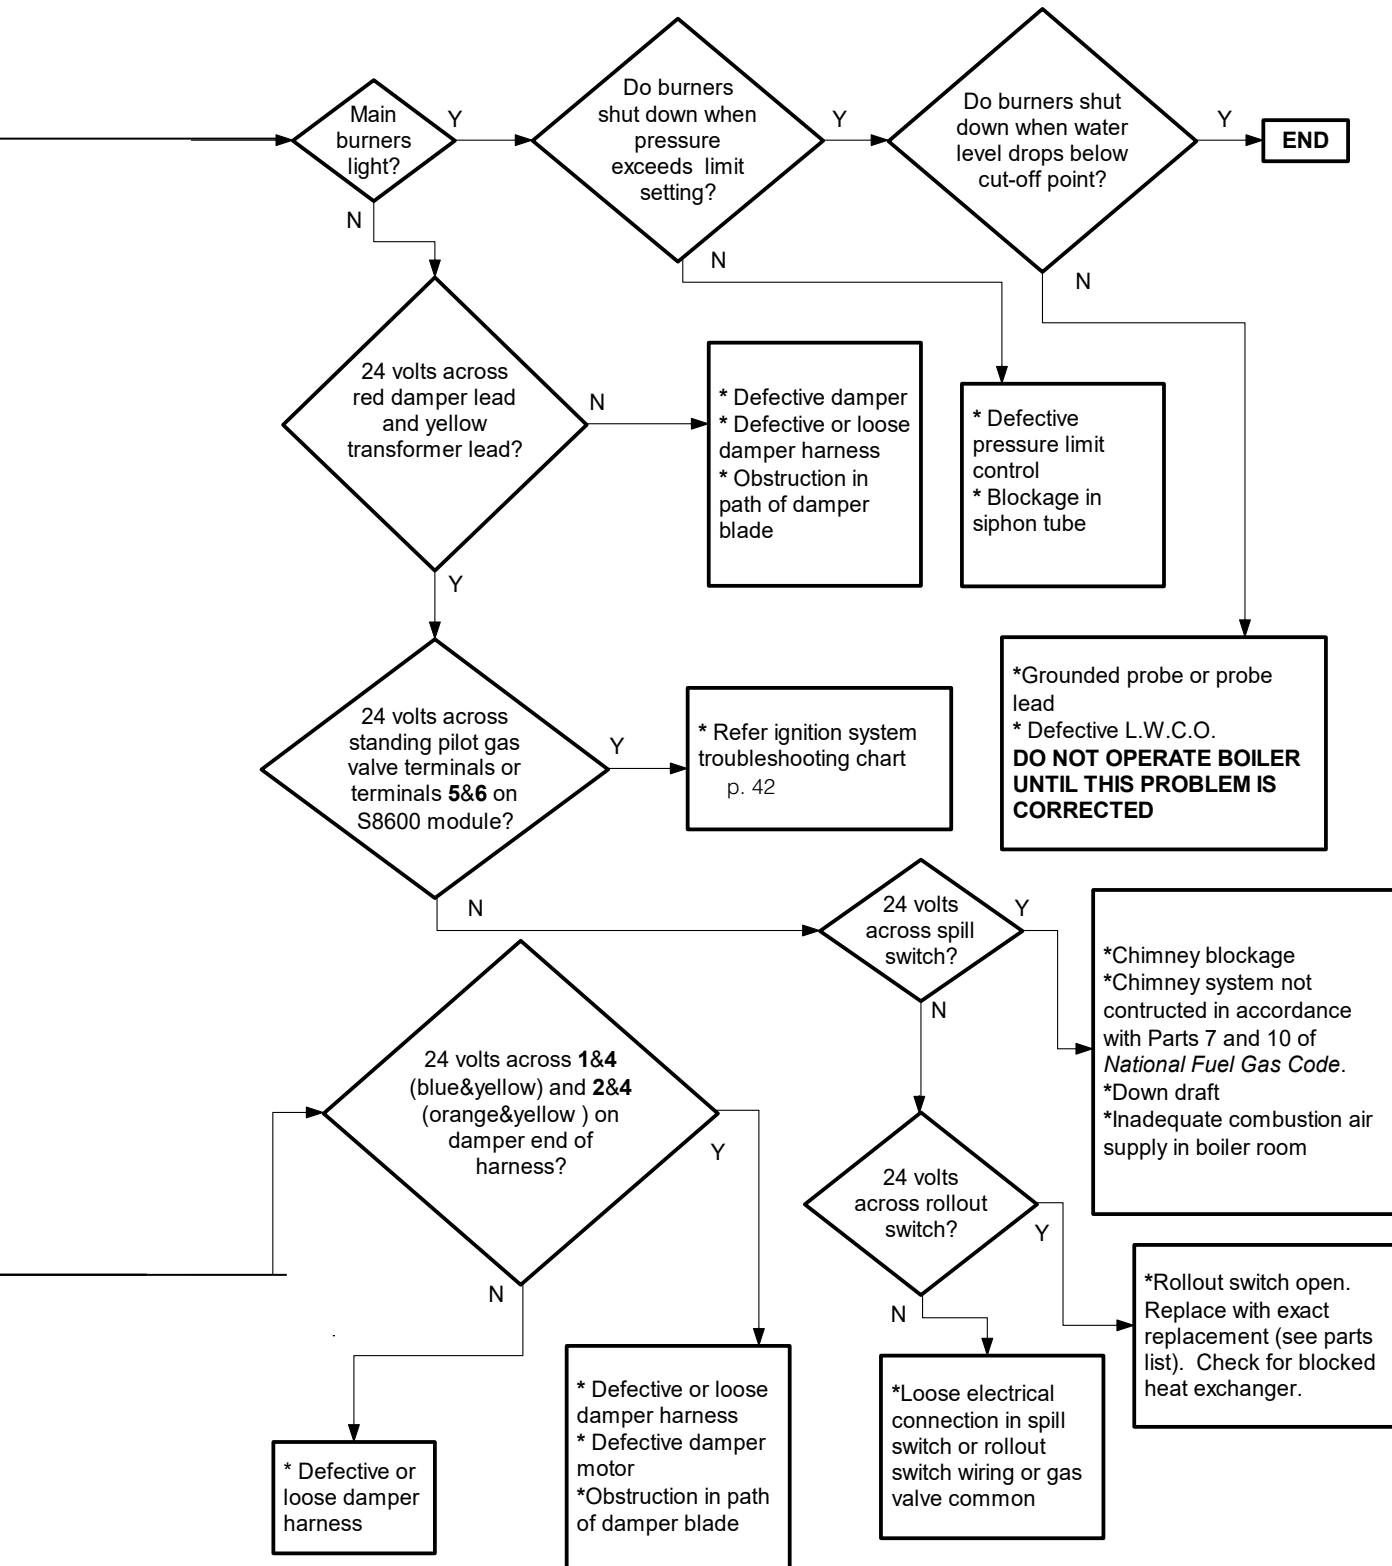 Main
burners
light?
Y
N
Do burners
shut down when
pressure
exceeds limit
setting?
Y
N
Do burners shut
down when water
level drops below
cut-off point?
Y
N
END
24 volts across
red damper lead
and yellow
transformer lead?
N
Y
* Defective damper
* Defective or loose
damper harness
* Obstruction in
path of damper
blade
* Defective
pressure limit
control
* Blockage in
siphon tube
*Grounded probe or probe
lead
* Defective L.W.C.O.
DO NOT OPERATE BOILER
UNTIL THIS PROBLEM IS
CORRECTED
24 volts across
standing pilot gas
valve terminals or
terminals 5&6 on
S8600 module?
Y
N
* Refer ignition system
troubleshooting chart
p. 42
24 volts
across spill
switch?
Y
N
*Chimney blockage
*Chimney system not
contructed in accordance
with Parts 7 and 10 of
National Fuel Gas Code.
*Down draft
*Inadequate combustion air
supply in boiler room
24 volts across 1&4
(blue&yellow) and 2&4
(orange&yellow ) on
damper end of
harness?
Y
N
24 volts
across rollout
switch?
Y
N
*Rollout switch open.
Replace with exact
replacement (see parts
list). Check for blocked
heat exchanger.
* Defective or
loose damper
harness
* Defective or loose
damper harness
* Defective damper
motor
*Obstruction in path
of damper blade
*Loose electrical
connection in spill
switch or rollout
switch wiring or gas
valve common